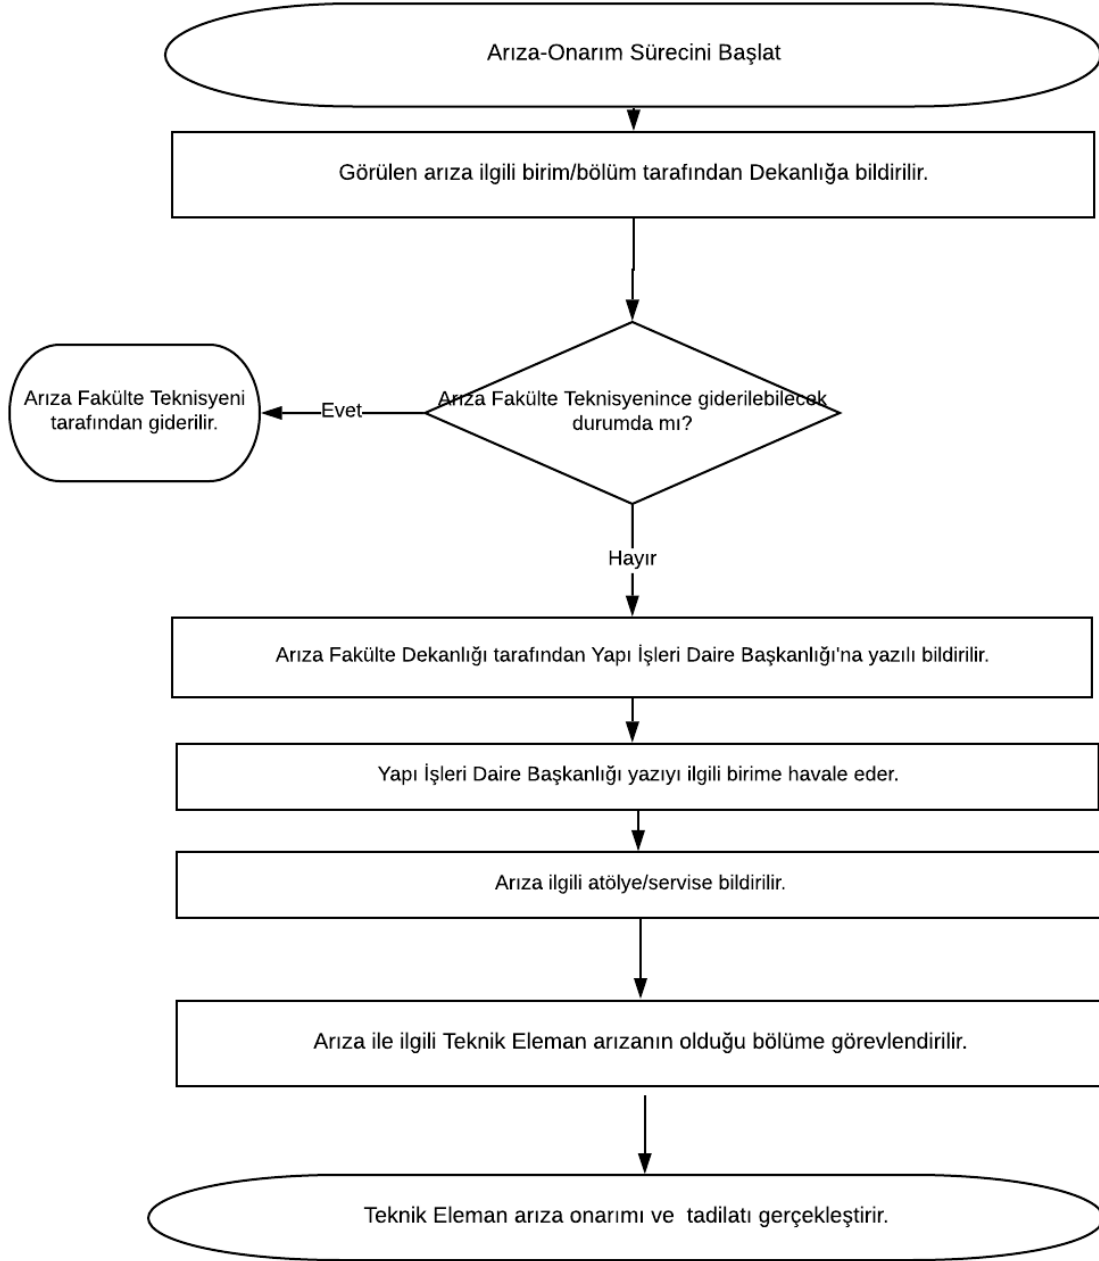 Arıza-Onarım Sürecini Başlat
Görülen arıza ilgili birim/bölüm tarafından Dekanlığa bildirilir.
Arıza Fakülte Teknisyeni
tarafından giderilir.
Evet
Arıza Fakülte Teknisyenince giderilebilecek
durumda mı?
Hayır
Arıza Fakülte Dekanlığı tarafından Yapı İşleri Daire Başkanlığı'na yazılı bildirilir.
Yapı İşleri Daire Başkanlığı yazıyı ilgili birime havale eder.
Arıza ilgili atölye/servise bildirilir.
Arıza ile ilgili Teknik Eleman arızanın olduğu bölüme görevlendirilir.
Teknik Eleman arıza onarımı ve  tadilatı gerçekleştirir.